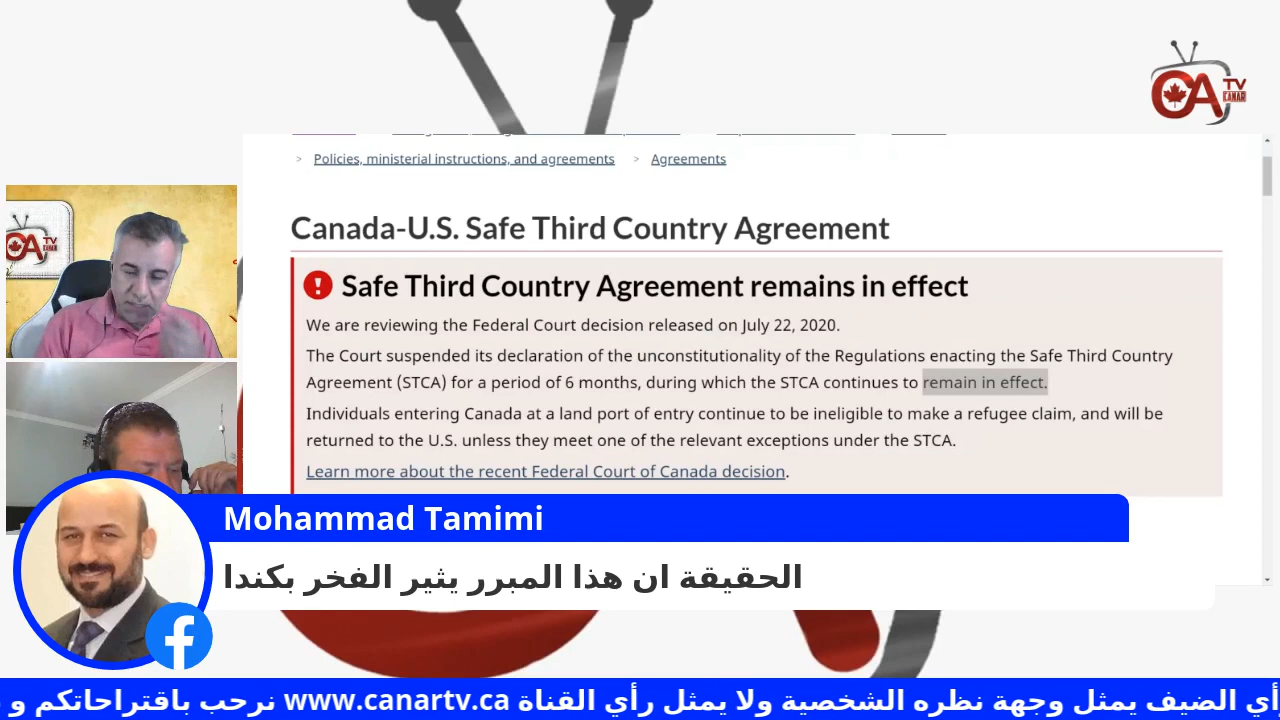 CA TV CANAR
> Policies, ministerial instructions, and agreements > Agreements
Canada-U.S. Safe Third Country Agreement
Safe Third Country Agreement remains in effect
We are reviewing the Federal Court decision released on July 22, 2020.
The Court suspended its declaration of the unconstitutionality of the Regulations enacting the Safe Third Country
Agreement (STCA) for a period of 6 months, during which the STCA continues to remain in effect.
Individuals entering Canada at a land port of entry continue to be ineligible to make a refugee claim, and will be
returned to the U.S. unless they meet one of the relevant exceptions under the STCA.
Learn more about the recent Federal Court of Canada decision.
Mohammad Tamimi
الحقيقة ان هذا المبرر يثير الفخر بكندا
أي الضيف يمثل وجهة نظره الشخصية ولا يمثل رأي القناة www.canartv.ca نرحب باقتراحاتكم و